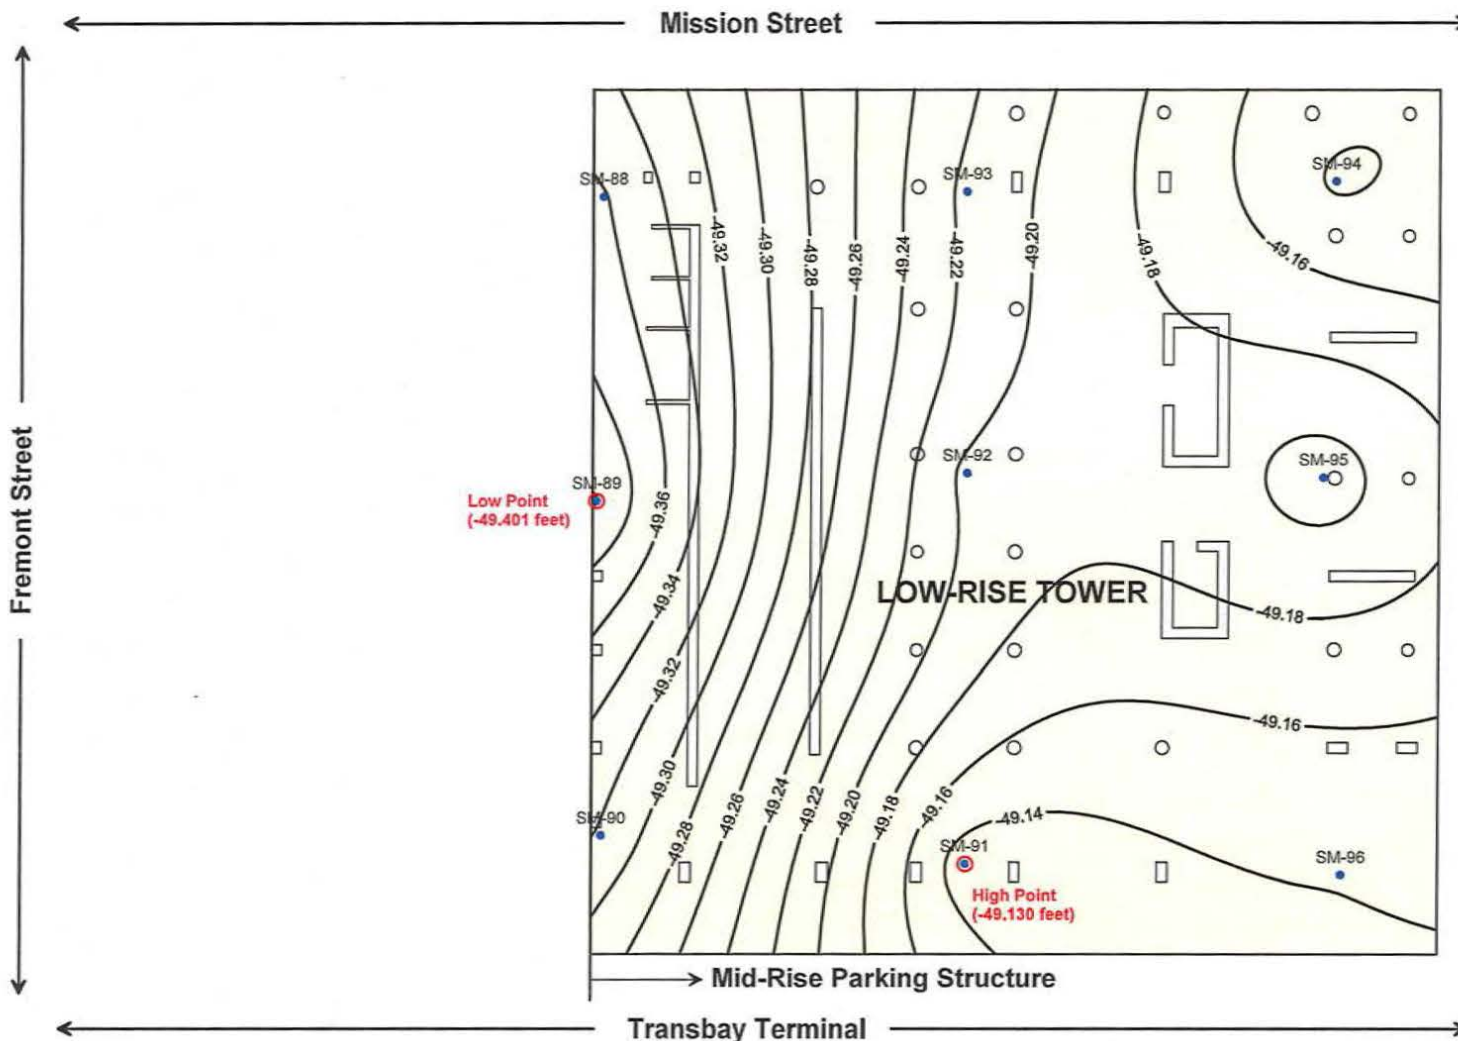 Mission Street
SM-94
SM-88
SM-93
-49.32
-49.30
-49.28
-49.26
-49.24
-49.22
-49.20
-49.18
-49.16
Fremont Street
SM-92
SM-95
SM-89
Low Point
(-49.401 feet)
-49.36
-49.34
LOW-RISE TOWER
-49.18
-49.32
-49.16
-49.30
-49.24
-49.26
-49.22
-49.20
-49.18
-49.16
-49.14
SM-90
-49.28
SM-91
SM-96
High Point
(-49.130 feet)
Mid-Rise Parking Structure
Transbay Terminal